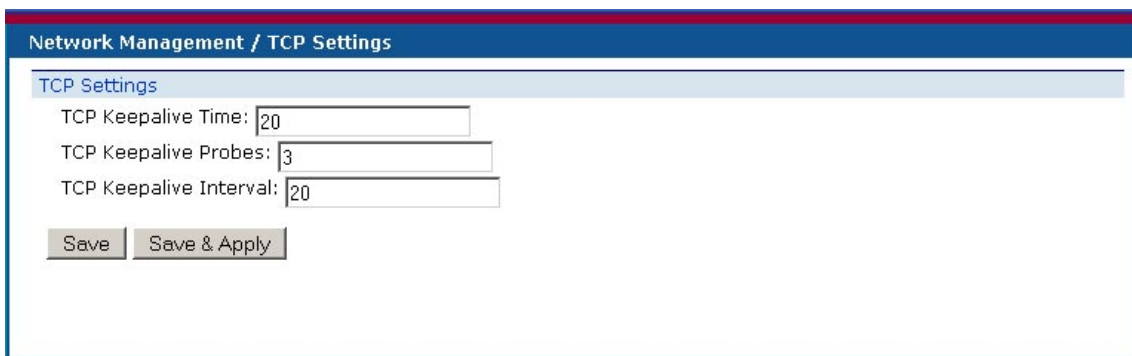 Network Management / TCP Settings
TCP Settings
TCP Keepalive Time: 20
TCP Keepalive Probes: 3
TCP Keepalive Interval: 20
Save Save & Apply